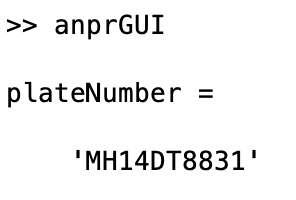 >> anprGUI
plateNumber =
'MH14DT8831'